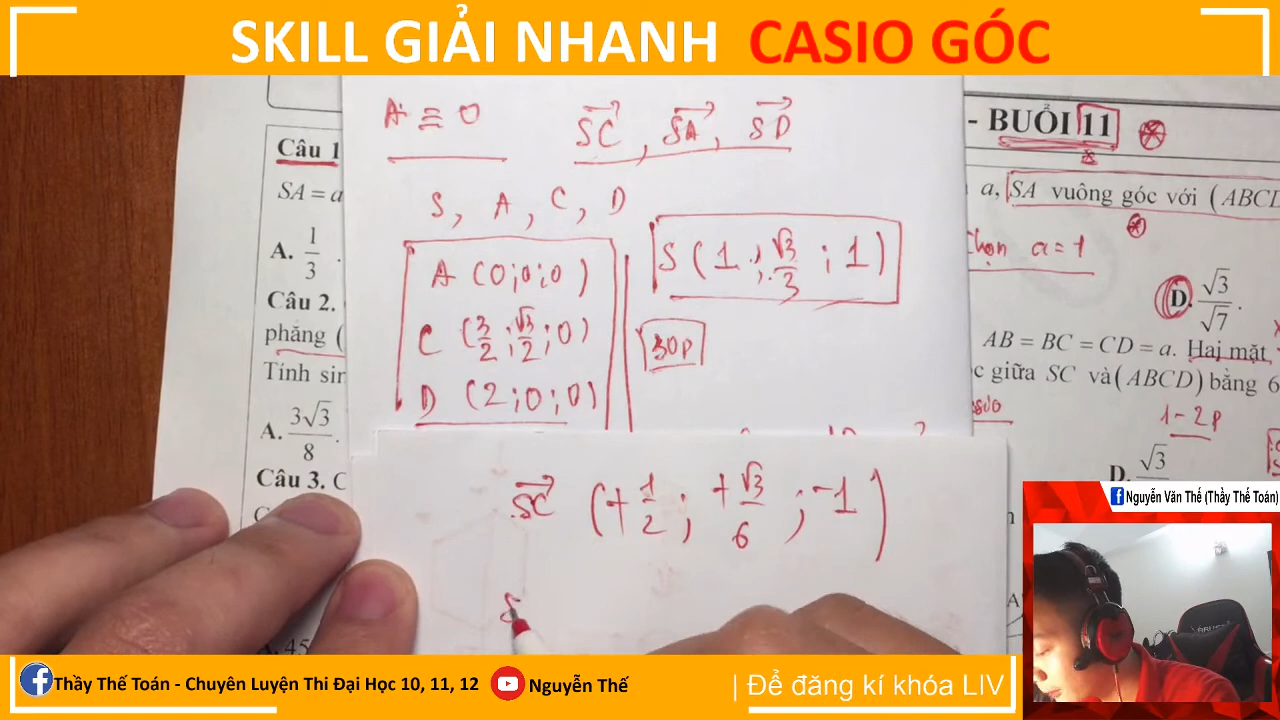 SKILL GIẢI NHANH CASIO GÓC
A ≡ O
SC, SA, SD
S, A, C, D
A (0;0;0)
C (3/2; √3/2; 0)
D (2;0;0)
S (1; √3/3; 1)
30P
SC (+1/2; +√3/6; -1)
Câu 1
SA = a
A. 1/3 .
Câu 2.
phẳng (
Tính sin
A. 3√3/8 .
Câu 3. C
A. 45
- BUỔI 11
a, SA vuông góc với (ABCD
Chọn a = 1
D. √3/√7 .
AB = BC = CD = a. Hai mặt
c giữa SC và (ABCD) bằng 6
1 - 2P
D. √3
Nguyễn Văn Thế (Thầy Thế Toán)
Thầy Thế Toán - Chuyên Luyện Thi Đại Học 10, 11, 12
Nguyễn Thế
| Để đăng kí khóa LIV